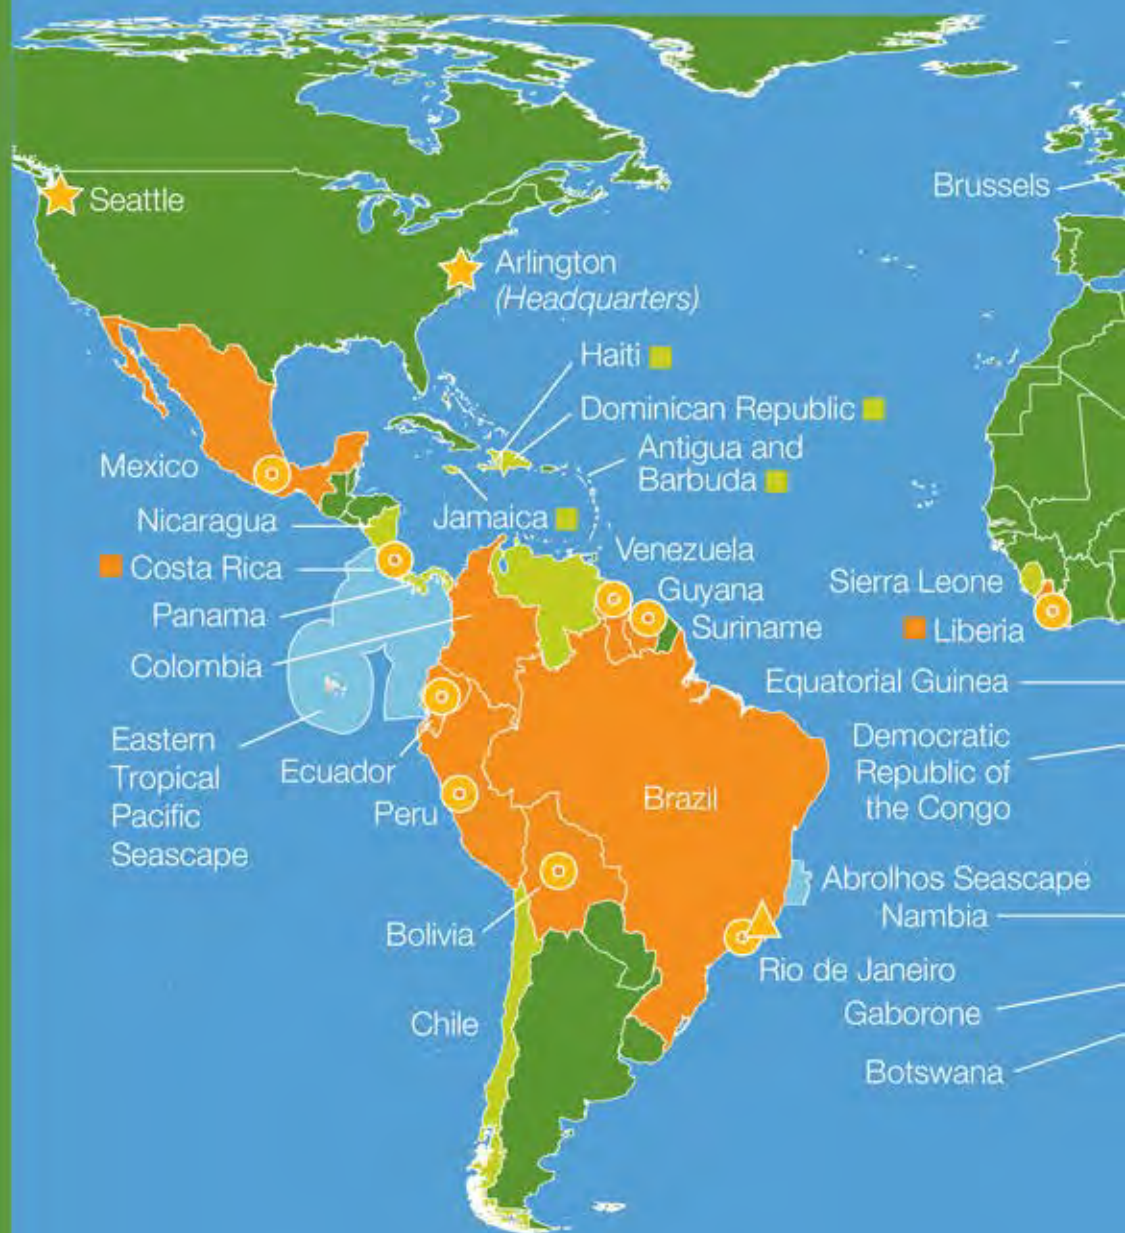 Seattle
Brussels
Arlington
(Headquarters)
Haiti
Dominican Republic
Antigua and
Barbuda
Mexico
Nicaragua
Jamaica
Costa Rica
Venezuela
Guyana
Sierra Leone
Panama
Suriname
Liberia
Colombia
Equatorial Guinea
Eastern
Tropical
Pacific
Seascape
Ecuador
Democratic
Republic of
the Congo
Peru
Brazil
Abrolhos Seascape
Nambia
Bolivia
Rio de Janeiro
Gaborone
Chile
Botswana